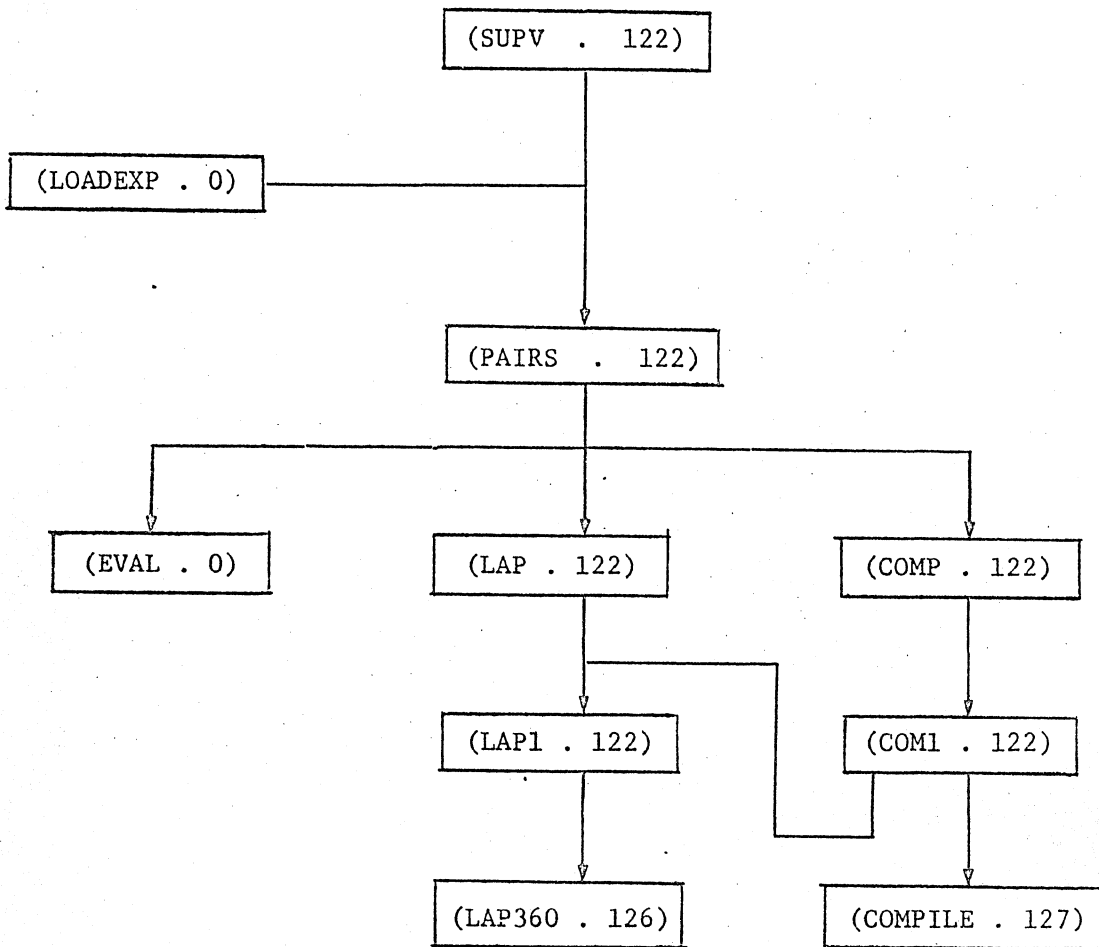 (SUPV . 122)
(LOADEXP . 0)
(PAIRS . 122)
(EVAL . 0)
(LAP . 122)
(COMP . 122)
(LAP1 . 122)
(COM1 . 122)
(LAP360 . 126)
(COMPILE . 127)